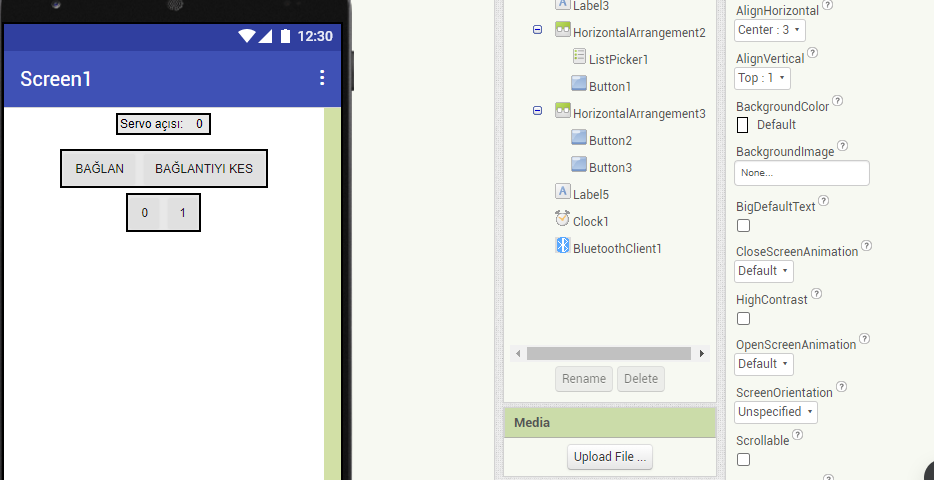 12:30
Screen1
Servo açısı: 0
BAĞLAN BAĞLANTIYI KES
0 1
Label3
HorizontalArrangement2
ListPicker1
Button1
HorizontalArrangement3
Button2
Button3
Label5
Clock1
BluetoothClient1
Rename Delete
Media
Upload File ...
AlignHorizontal ?
Center : 3
AlignVertical ?
Top : 1
BackgroundColor ?
Default
BackgroundImage ?
None...
BigDefaultText ?
CloseScreenAnimation ?
Default
HighContrast ?
OpenScreenAnimation ?
Default
ScreenOrientation ?
Unspecified
Scrollable ?